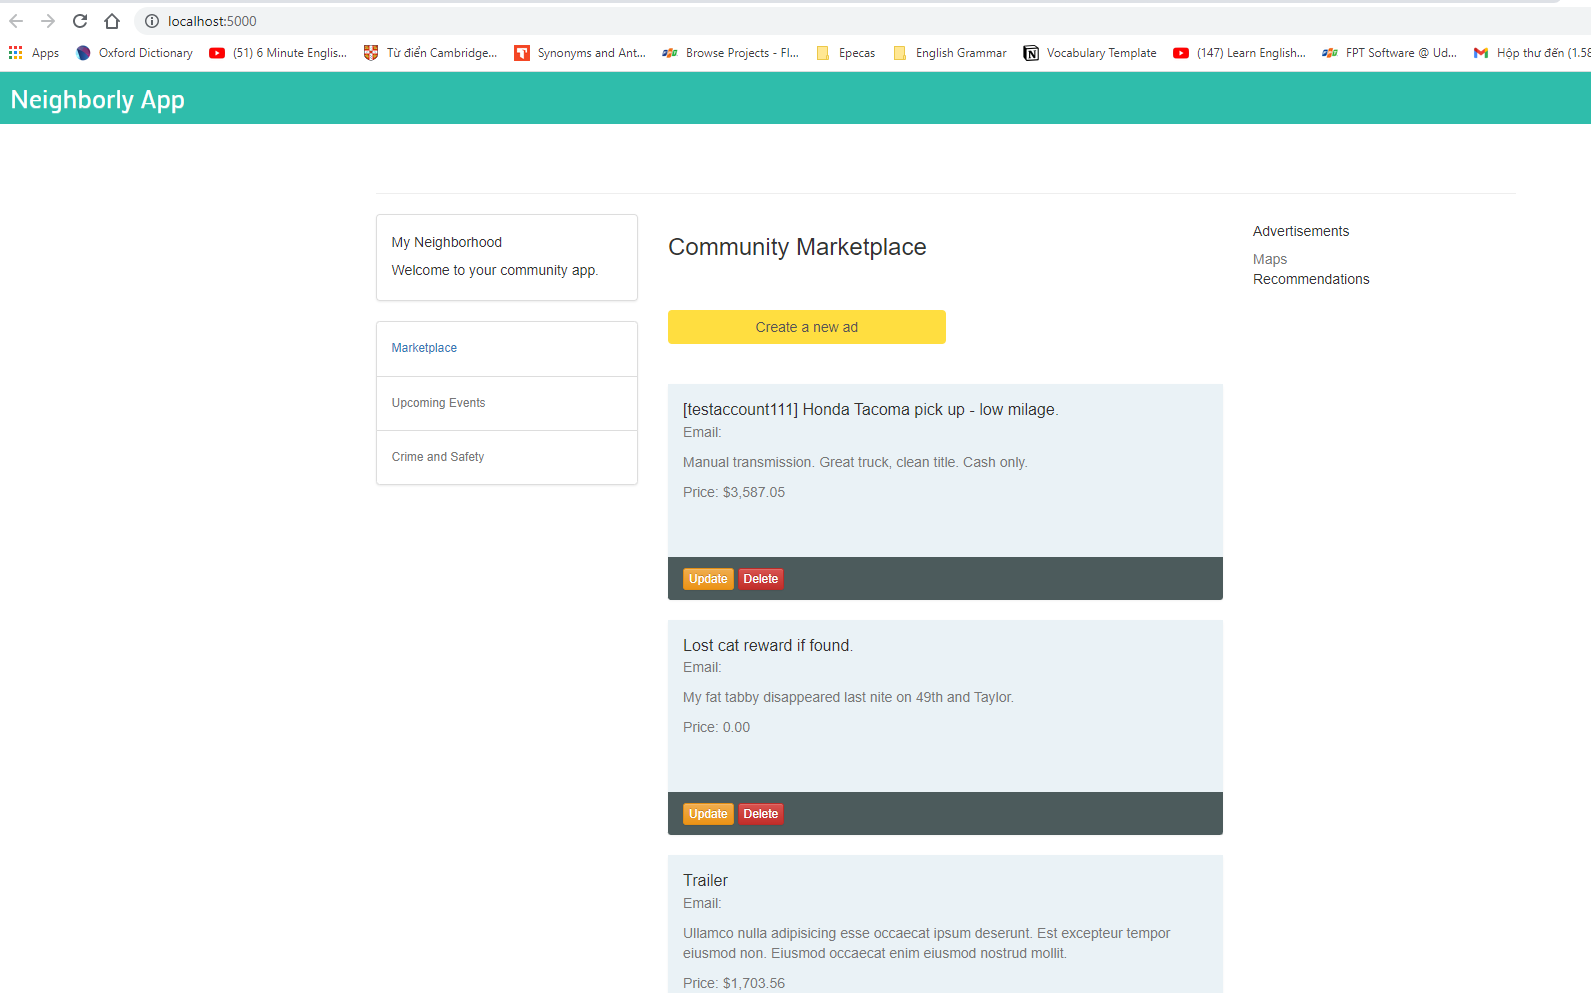 localhost:5000
Apps
Oxford Dictionary
(51) 6 Minute Englis...
Từ điển Cambridge...
Synonyms and Ant...
Browse Projects - Fl...
Epecas
English Grammar
Vocabulary Template
(147) Learn English...
FPT Software @ Ud...
Hộp thư đến (1.58
Neighborly App
My Neighborhood
Welcome to your community app.
Marketplace
Upcoming Events
Crime and Safety
Community Marketplace
Create a new ad
[testaccount111] Honda Tacoma pick up - low milage.
Email:
Manual transmission. Great truck, clean title. Cash only.
Price: $3,587.05
Update Delete
Lost cat reward if found.
Email:
My fat tabby disappeared last nite on 49th and Taylor.
Price: 0.00
Update Delete
Trailer
Email:
Ullamco nulla adipisicing esse occaecat ipsum deserunt. Est excepteur tempor
eiusmod non. Eiusmod occaecat enim eiusmod nostrud mollit.
Price: $1,703.56
Advertisements
Maps
Recommendations